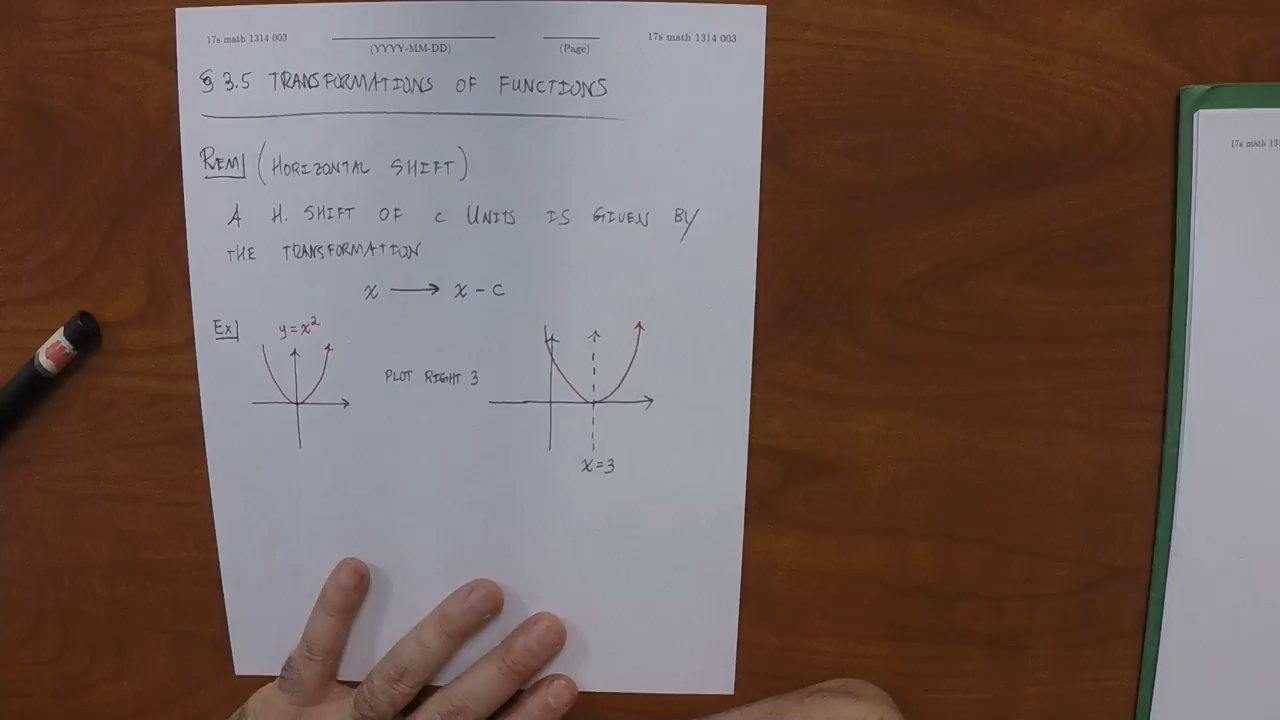 17s math 1314 003
(YYYY-MM-DD)
(Page)
17s math 1314 003
§ 3.5 TRANSFORMATIONS OF FUNCTIONS
REM (HORIZONTAL SHIFT)
A H. SHIFT OF c UNITS IS GIVEN BY
THE TRANSFORMATION
x ⟶ x - c
Ex
y = x²
PLOT RIGHT 3
x = 3
17s math 131